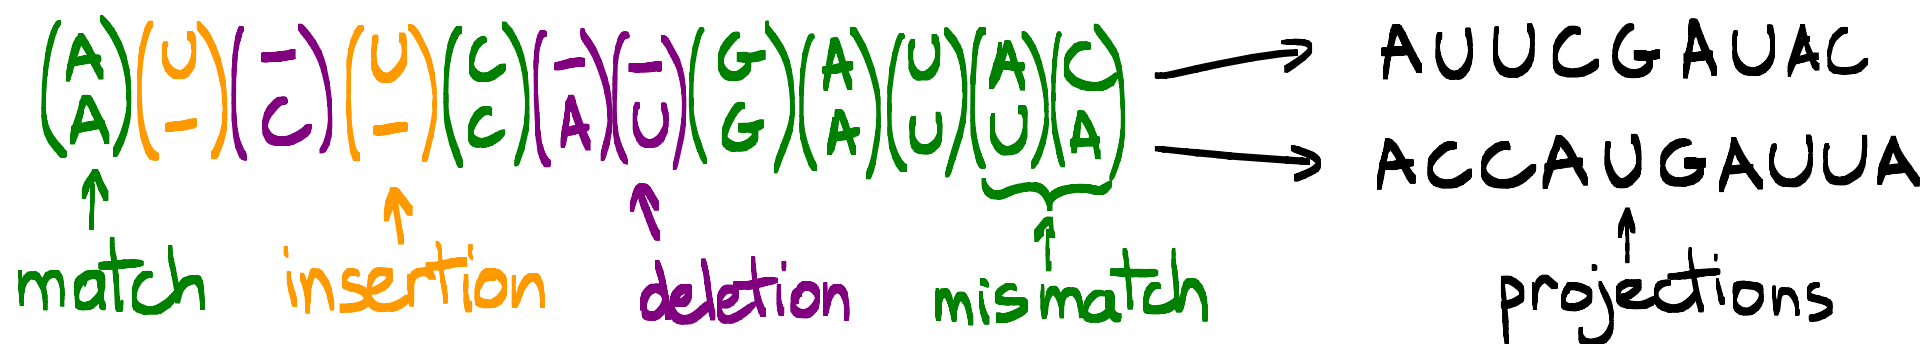 (A)(U)(–)(U)(C)(–)(–)(G)(A)(U)(A)(C) → AUUCGAUAC
(A)(–)(C)(–)(C)(A)(U)(G)(A)(U)(U)(A) → ACCAUGAUUA
match insertion deletion mismatch projections